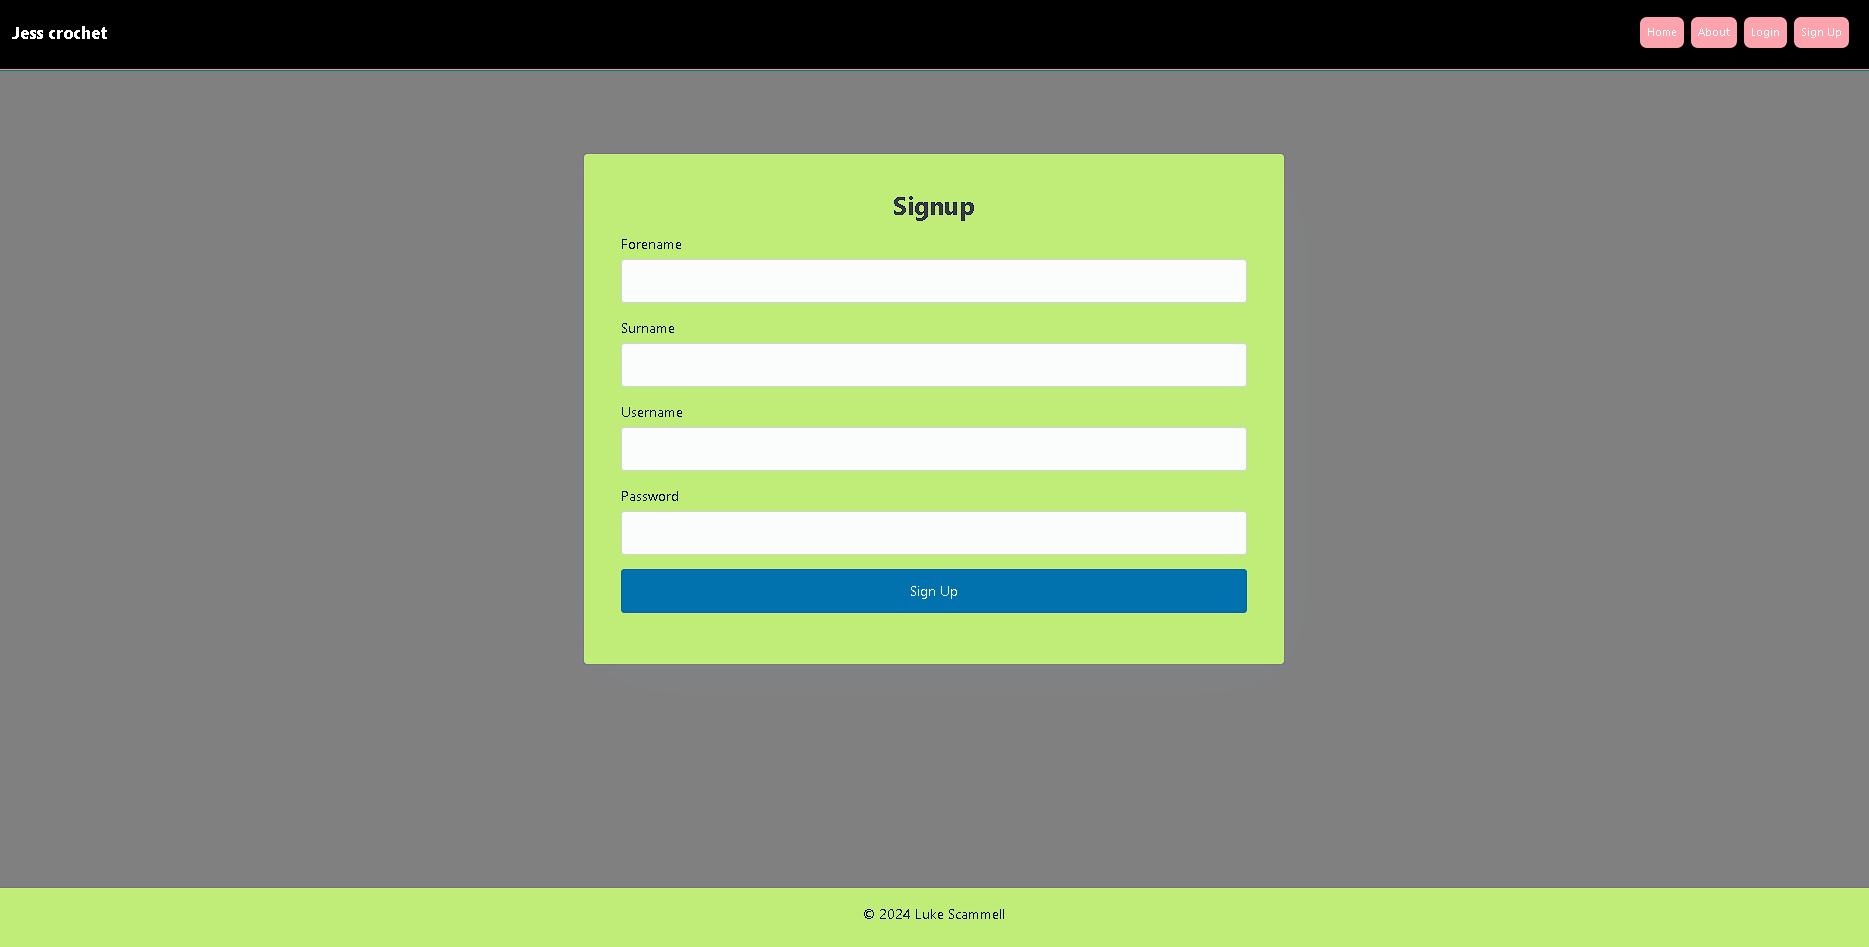 Jess crochet
Home About Login Sign Up
Signup
Forename
Surname
Username
Password
Sign Up
© 2024 Luke Scammell